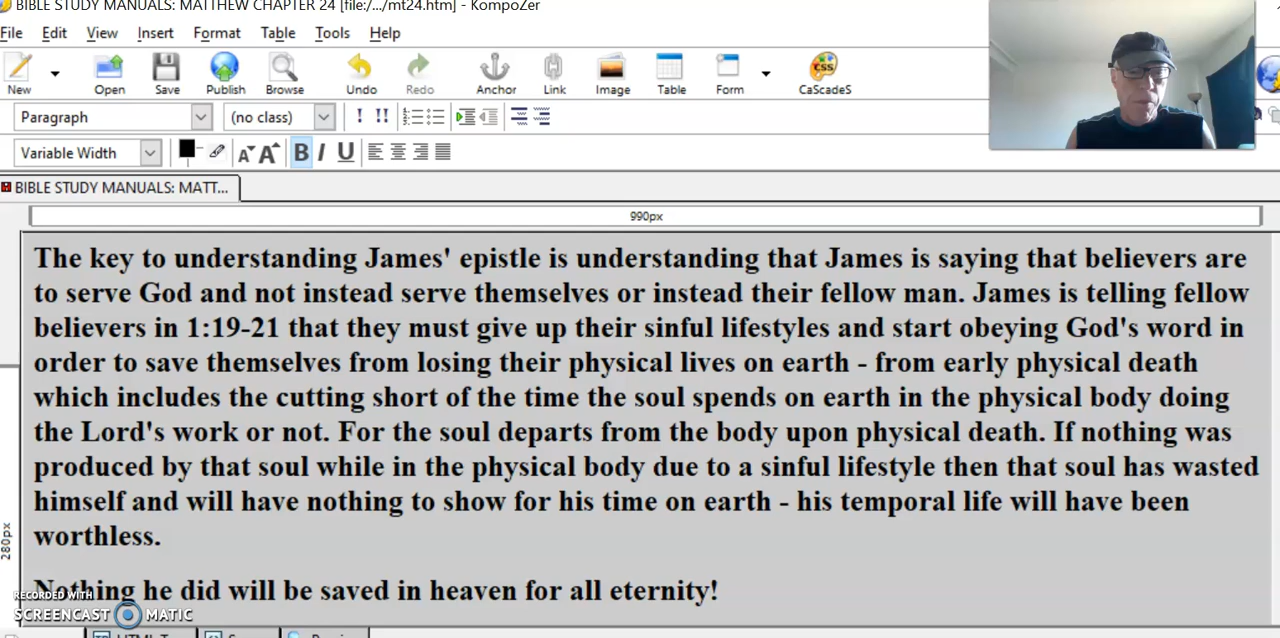 BIBLE STUDY MANUALS: MATTHEW CHAPTER 24 [file:/.../mt24.htm] - KompoZer
File Edit View Insert Format Table Tools Help
New Open Save Publish Browse Undo Redo Anchor Link Image Table Form CaScadeS
Paragraph (no class) ! !!
Variable Width A A B I U
BIBLE STUDY MANUALS: MATT...
990px
The key to understanding James' epistle is understanding that James is saying that believers are
to serve God and not instead serve themselves or instead their fellow man. James is telling fellow
believers in 1:19-21 that they must give up their sinful lifestyles and start obeying God's word in
order to save themselves from losing their physical lives on earth - from early physical death
which includes the cutting short of the time the soul spends on earth in the physical body doing
the Lord's work or not. For the soul departs from the body upon physical death. If nothing was
produced by that soul while in the physical body due to a sinful lifestyle then that soul has wasted
himself and will have nothing to show for his time on earth - his temporal life will have been
worthless.
280px
Nothing he did will be saved in heaven for all eternity!
RECORDED WITH
SCREENCAST MATIC